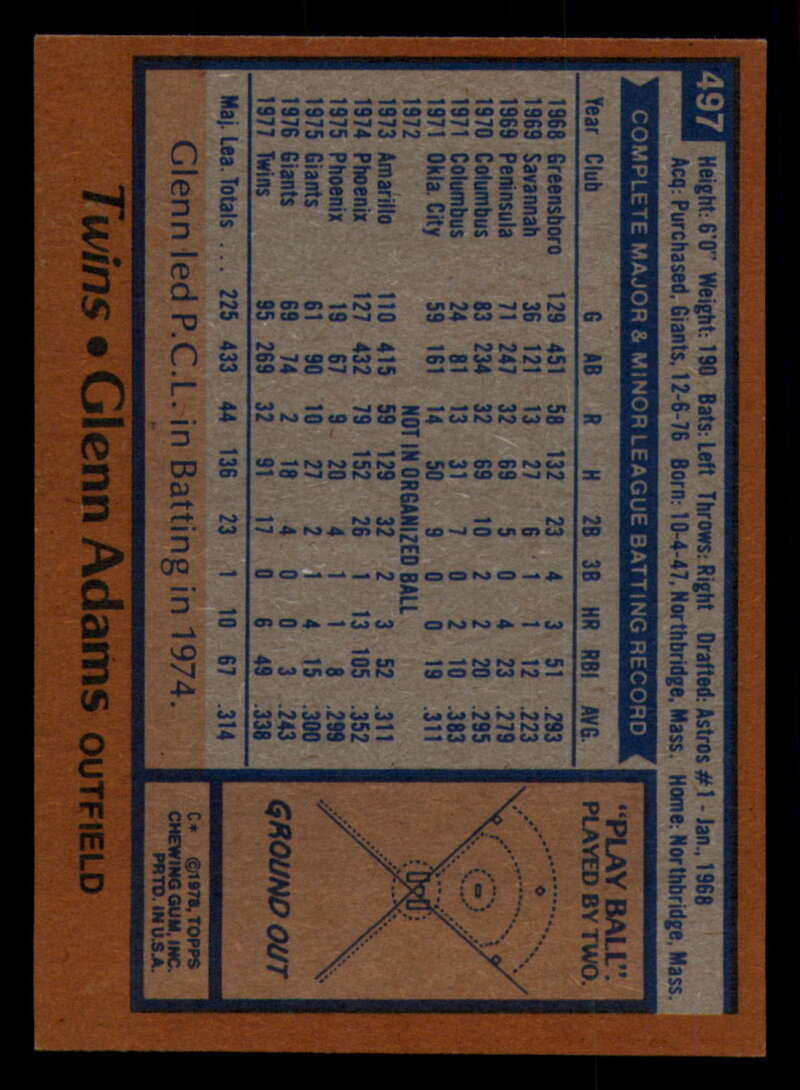 497
Height: 6'0" Weight: 190 Bats: Left Throws: Right Drafted: Astros #1 - Jan., 1968
Acq: Purchased, Giants, 12-6-76 Born: 10-4-47, Northbridge, Mass. Home: Northbridge, Mass.
COMPLETE MAJOR & MINOR LEAGUE BATTING RECORD
Year Club G AB R H 2B 3B HR RBI AVG.
1968 Greensboro 129 451 58 132 23 4 3 51 .293
1969 Savannah 36 121 13 27 6 1 1 12 .223
1969 Peninsula 71 247 32 69 5 0 4 23 .279
1970 Columbus 83 234 32 69 10 2 2 20 .295
1971 Columbus 24 81 13 31 7 0 2 10 .383
1971 Okla. City 59 161 14 50 9 0 0 19 .311
1972 NOT IN ORGANIZED BALL
1973 Amarillo 110 415 59 129 32 2 3 52 .311
1974 Phoenix 127 432 79 152 26 1 13 105 .352
1975 Phoenix 19 67 9 20 4 1 1 8 .299
1975 Giants 61 90 10 27 2 1 4 15 .300
1976 Giants 69 74 2 18 4 0 0 3 .243
1977 Twins 95 269 32 91 17 0 6 49 .338
Maj. Lea. Totals ... 225 433 44 136 23 1 10 67 .314
Glenn led P.C.L. in Batting in 1974.
"PLAY BALL":
PLAYED BY TWO.
GROUND OUT
C* ©1978, TOPPS
CHEWING GUM, INC.
PRTD. IN U.S.A.
Twins • Glenn Adams OUTFIELD